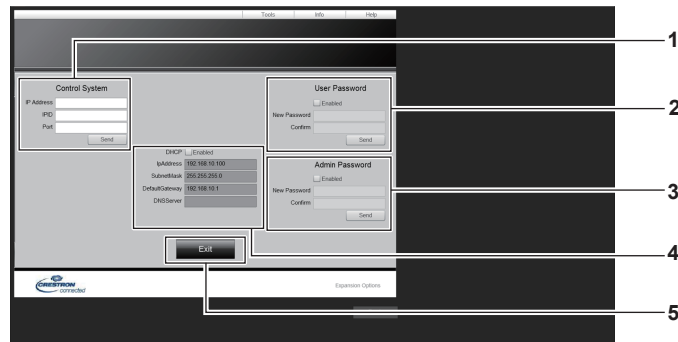 Tools Info Help
1
Control System
IP Address
IPID
Port
Send
User Password
Enabled
New Password
Confirm
Send
2
DHCP Enabled
IpAddress 192.168.10.100
SubnetMask 255.255.255.0
DefaultGateway 192.168.10.1
DNSServer
Admin Password
Enabled
New Password
Confirm
Send
3
4
Exit
CRESTRON
connected
Expansion Options
5